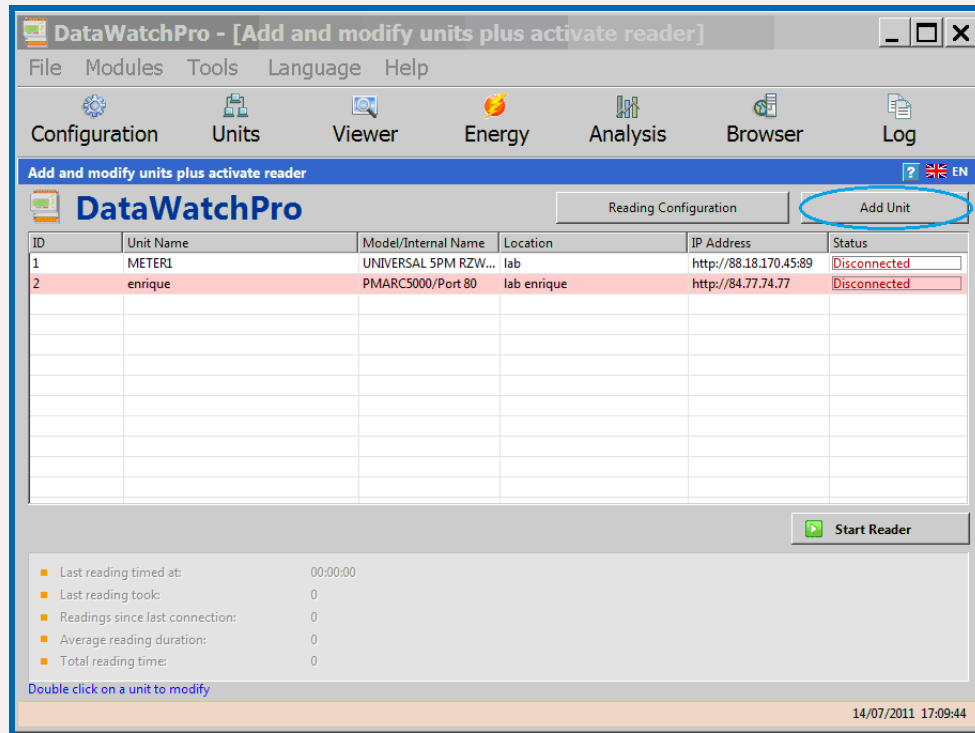 DataWatchPro - [Add and modify units plus activate reader]
File Modules Tools Language Help
Configuration Units Viewer Energy Analysis Browser Log
Add and modify units plus activate reader ? EN
DataWatchPro Reading Configuration Add Unit
ID Unit Name Model/Internal Name Location IP Address Status
1 METER1 UNIVERSAL 5PM RZW... lab http://88.18.170.45:89 Disconnected
2 enrique PMARC5000/Port 80 lab enrique http://84.77.74.77 Disconnected
Start Reader
Last reading timed at: 00:00:00
Last reading took: 0
Readings since last connection: 0
Average reading duration: 0
Total reading time: 0
Double click on a unit to modify
14/07/2011 17:09:44